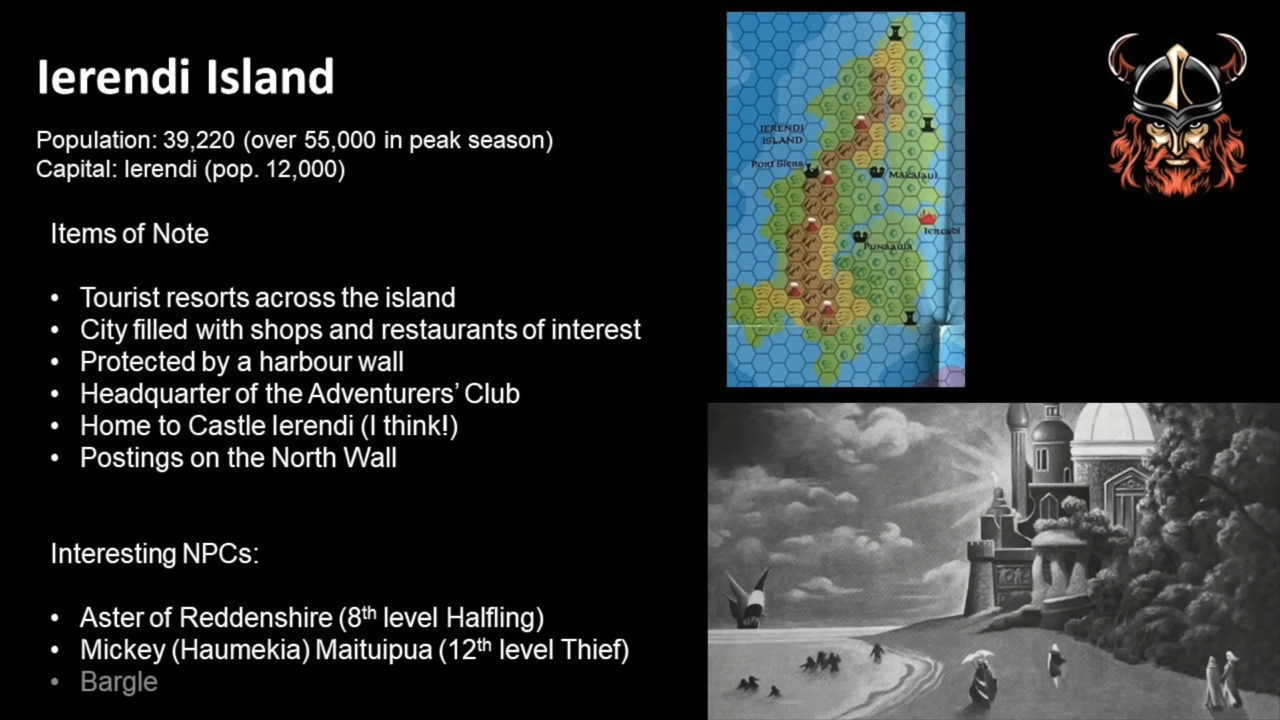 Ierendi Island
Population: 39,220 (over 55,000 in peak season)
Capital: Ierendi (pop. 12,000)
Items of Note
• Tourist resorts across the island
• City filled with shops and restaurants of interest
• Protected by a harbour wall
• Headquarter of the Adventurers’ Club
• Home to Castle Ierendi (I think!)
• Postings on the North Wall
Interesting NPCs:
• Aster of Reddenshire (8th level Halfling)
• Mickey (Haumekia) Maituipua (12th level Thief)
• Bargle
IERENDI
ISLAND
Port Siers
Makalaui
Ierendi
Punaauia